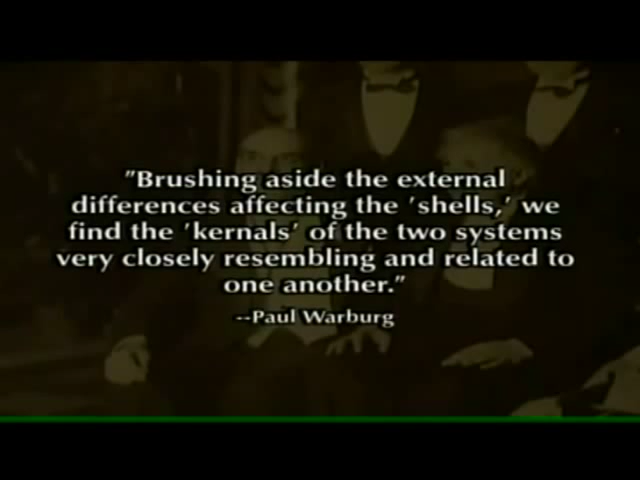 "Brushing aside the external
differences affecting the 'shells,' we
find the 'kernals' of the two systems
very closely resembling and related to
one another."
--Paul Warburg